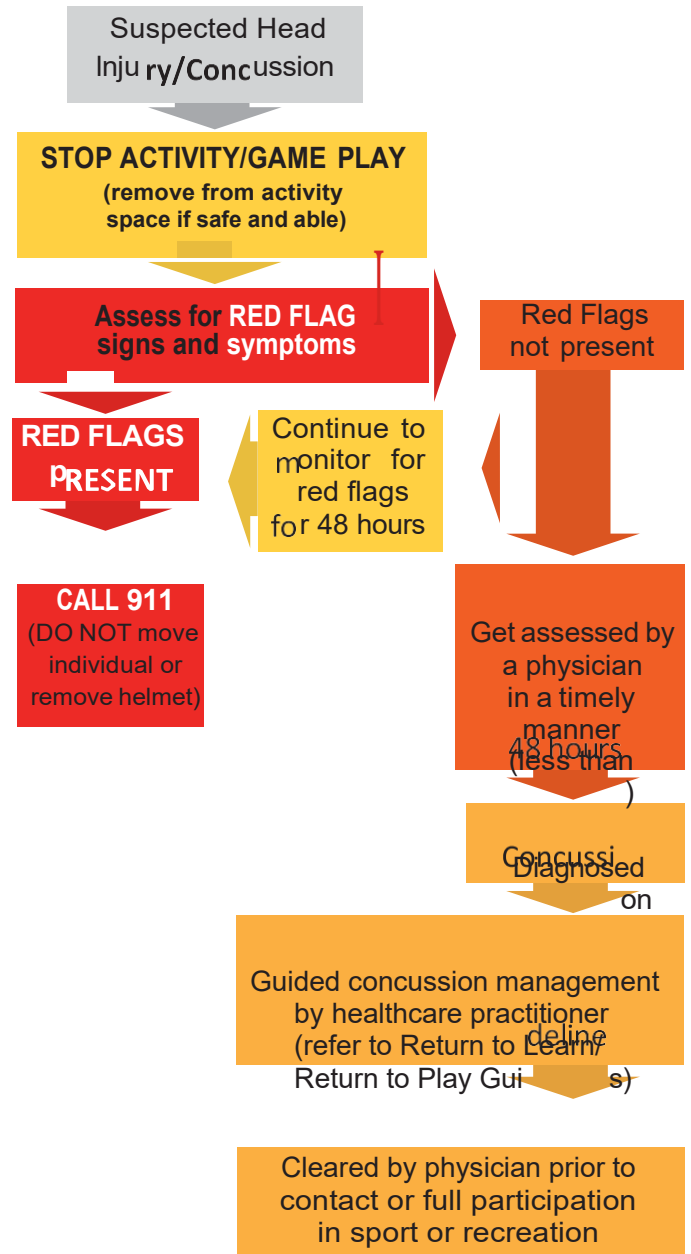 Suspected Head
Injury/Concussion
STOP ACTIVITY/GAME PLAY
(remove from activity
space if safe and able)
Assess for RED FLAG
signs and symptoms
Red Flags
not present
RED FLAGS
PRESENT
Continue to
monitor for
red flags
for 48 hours
CALL 911
(DO NOT move
individual or
remove helmet)
Get assessed by
a physician
in a timely
manner
(less than
48 hours)
Concussion
Diagnosed
Guided concussion management
by healthcare practitioner
(refer to Return to Learn/
Return to Play Guidelines)
Cleared by physician prior to
contact or full participation
in sport or recreation